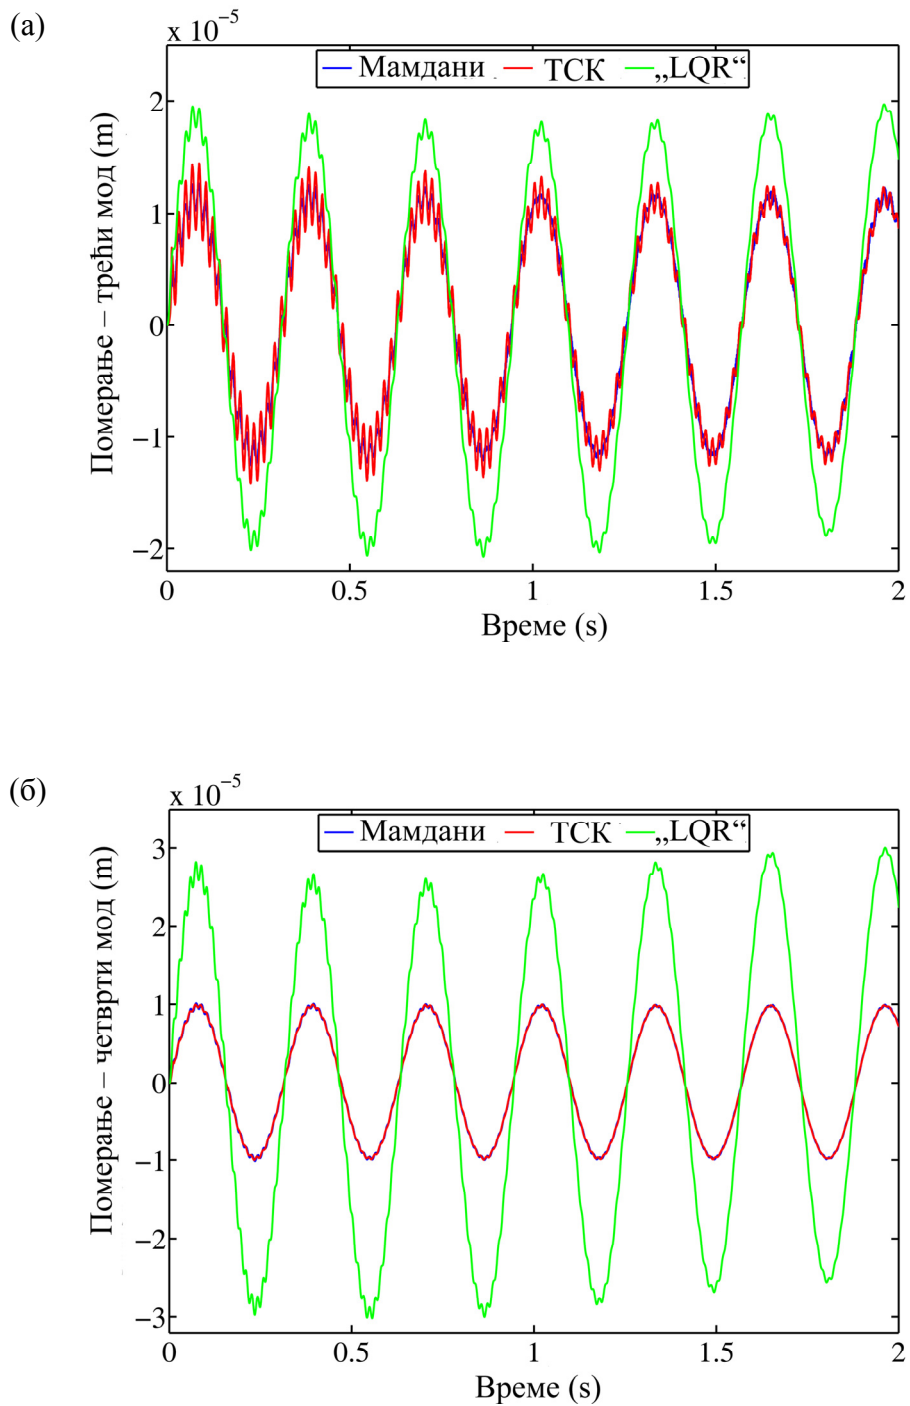 (а)
x 10⁻⁵
Мамдани ТСК „LQR“
2
1
0
−1
−2
Померање – трећи мод (m)
0 0.5 1 1.5 2
Време (s)
(б)
x 10⁻⁵
Мамдани ТСК „LQR“
3
2
1
0
−1
−2
−3
Померање – четврти мод (m)
0 0.5 1 1.5 2
Време (s)